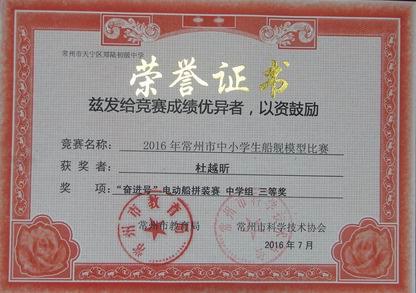 常州市天宁区郑陆初级中学
荣誉证书
兹发给竞赛成绩优异者，以资鼓励
竞赛名称：2016年常州市中小学生船舰模型比赛
获奖者：杜越昕
奖项：“奋进号”电动船拼装赛 中学组 三等奖
常州市教育局 常州市科学技术协会
2016年7月
常州市教育